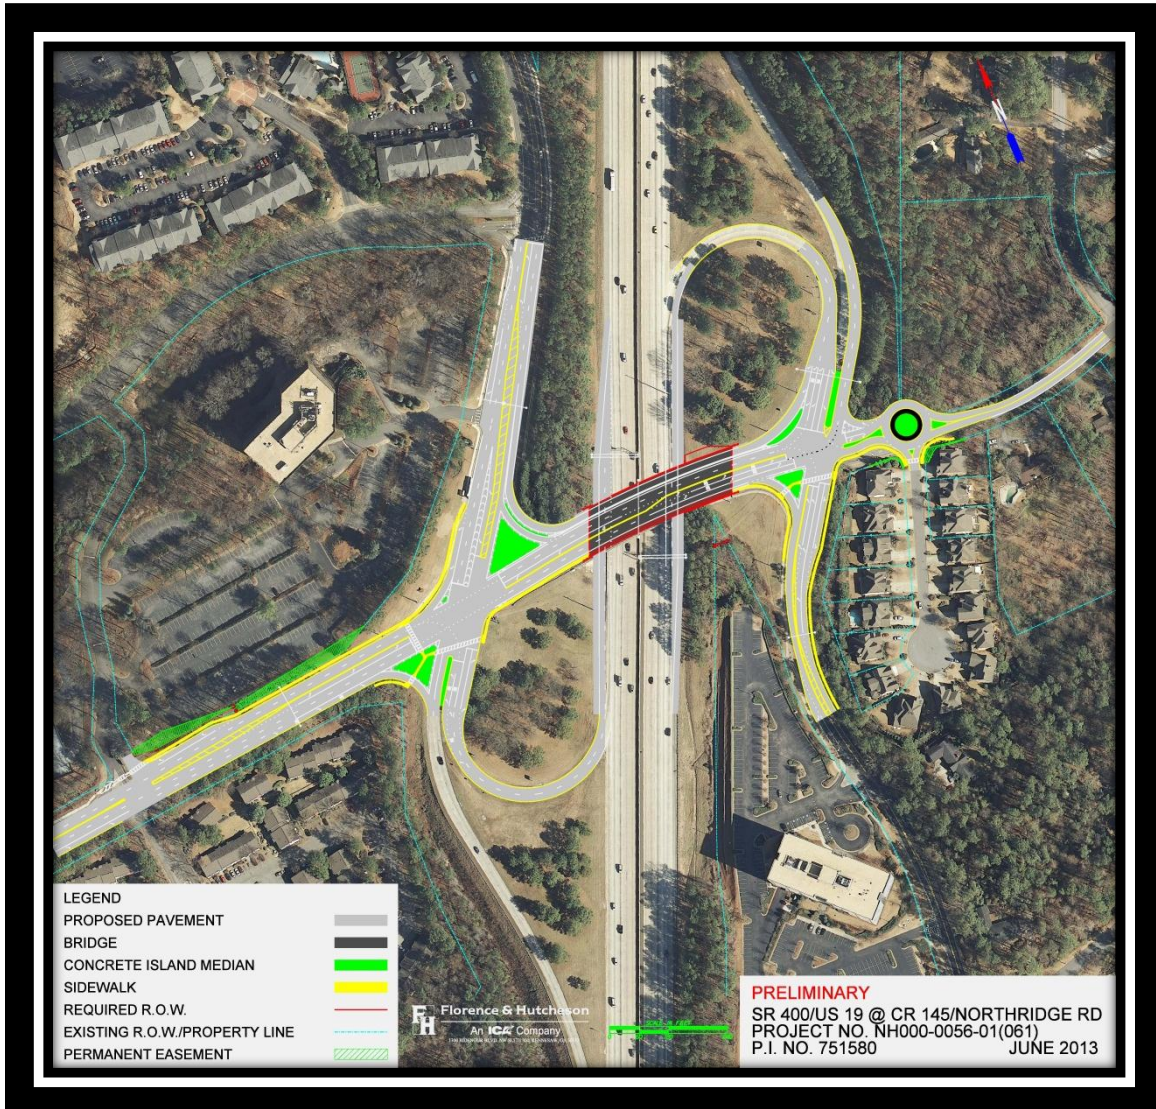 LEGEND
PROPOSED PAVEMENT
BRIDGE
CONCRETE ISLAND MEDIAN
SIDEWALK
REQUIRED R.O.W.
EXISTING R.O.W./PROPERTY LINE
PERMANENT EASEMENT
FH
Florence & Hutcheson
An ICA Company
PRELIMINARY
SR 400/US 19 @ CR 145/NORTHRIDGE RD
PROJECT NO. NH000-0056-01(061)
P.I. NO. 751580 JUNE 2013